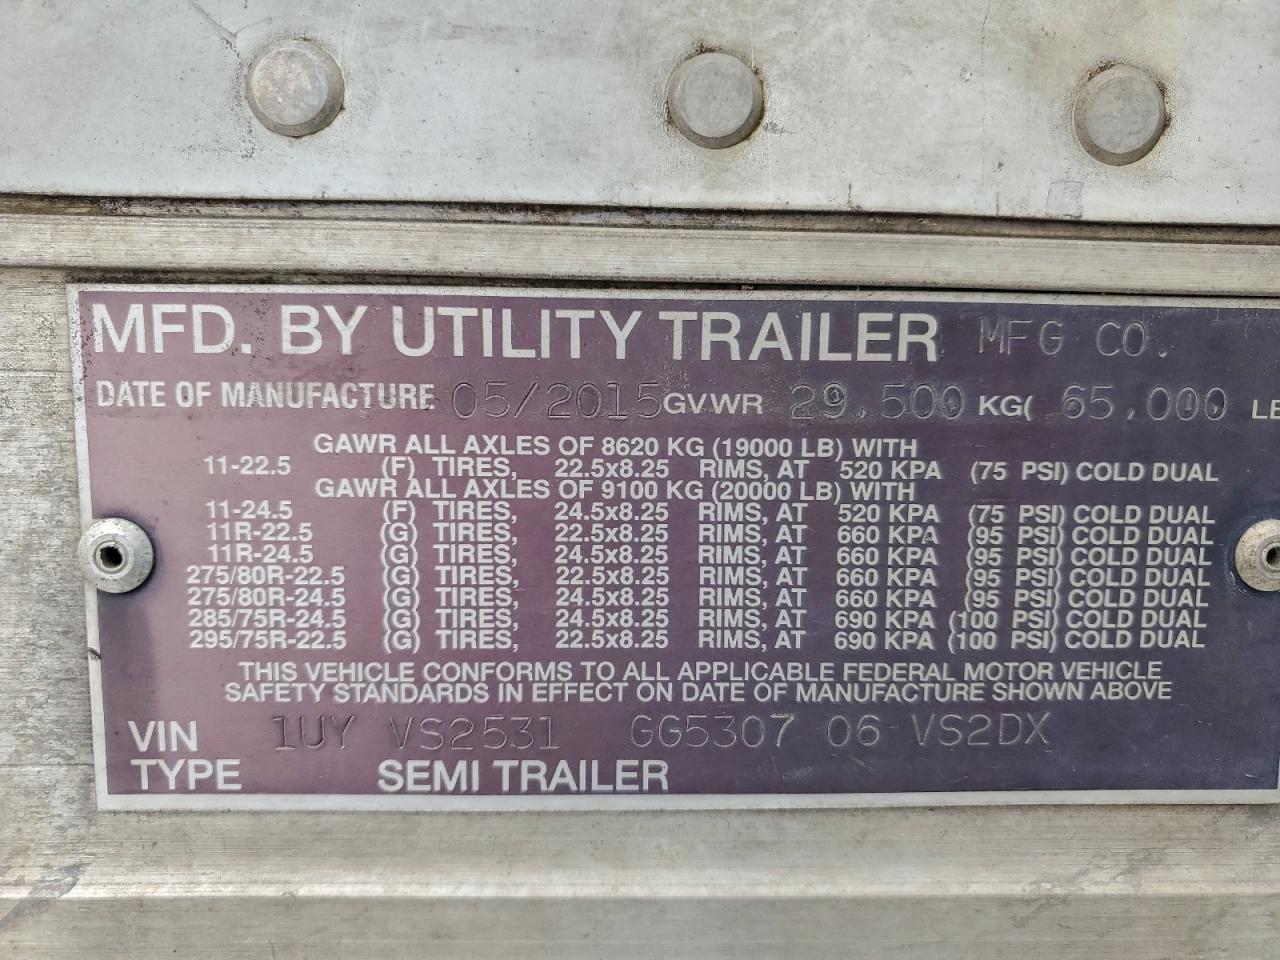 MFD. BY UTILITY TRAILER MFG CO.
DATE OF MANUFACTURE 05/2015 GVWR 29,500 KG( 65,000 LB
GAWR ALL AXLES OF 8620 KG (19000 LB) WITH
11-22.5 (F) TIRES, 22.5x8.25 RIMS, AT 520 KPA (75 PSI) COLD DUAL
GAWR ALL AXLES OF 9100 KG (20000 LB) WITH
11-24.5 (F) TIRES, 24.5x8.25 RIMS, AT 520 KPA (75 PSI) COLD DUAL
11R-22.5 (G) TIRES, 22.5x8.25 RIMS, AT 660 KPA (95 PSI) COLD DUAL
11R-24.5 (G) TIRES, 24.5x8.25 RIMS, AT 660 KPA (95 PSI) COLD DUAL
275/80R-22.5 (G) TIRES, 22.5x8.25 RIMS, AT 660 KPA (95 PSI) COLD DUAL
275/80R-24.5 (G) TIRES, 24.5x8.25 RIMS, AT 660 KPA (95 PSI) COLD DUAL
285/75R-24.5 (G) TIRES, 24.5x8.25 RIMS, AT 690 KPA (100 PSI) COLD DUAL
295/75R-22.5 (G) TIRES, 22.5x8.25 RIMS, AT 690 KPA (100 PSI) COLD DUAL
THIS VEHICLE CONFORMS TO ALL APPLICABLE FEDERAL MOTOR VEHICLE
SAFETY STANDARDS IN EFFECT ON DATE OF MANUFACTURE SHOWN ABOVE
VIN 1UY VS2531 GG5307 06 VS2DX
TYPE SEMI TRAILER